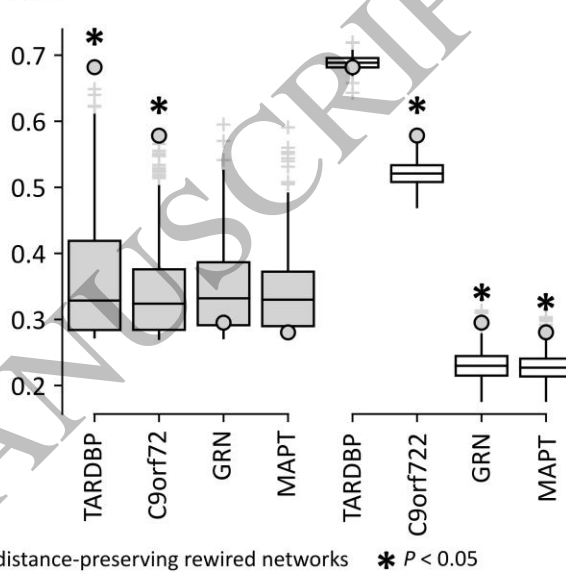 0.7
0.6
0.5
0.4
0.3
0.2
* * * * *
TARDBP C9orf72 GRN MAPT TARDBP C9orf722 GRN MAPT
distance-preserving rewired networks * P < 0.05
ANUSCRIP